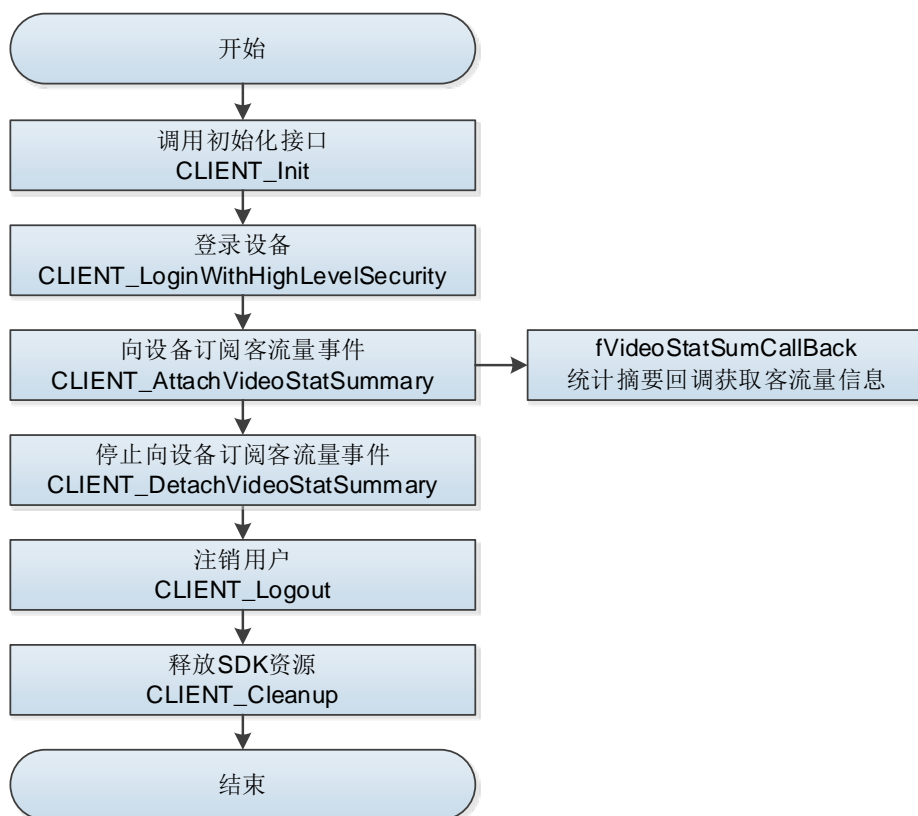 开始
调用初始化接口
CLIENT_Init
登录设备
CLIENT_LoginWithHighLevelSecurity
向设备订阅客流量事件
CLIENT_AttachVideoStatSummary
fVideoStatSumCallBack
统计摘要回调获取客流量信息
停止向设备订阅客流量事件
CLIENT_DetachVideoStatSummary
注销用户
CLIENT_Logout
释放SDK资源
CLIENT_Cleanup
结束